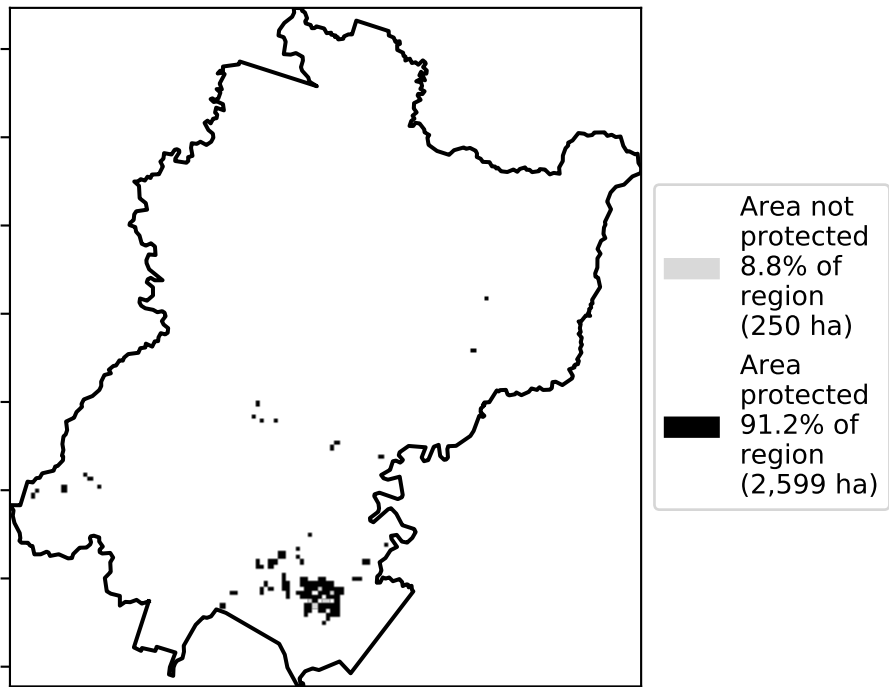 Area not
protected
8.8% of
region
(250 ha)
Area
protected
91.2% of
region
(2,599 ha)